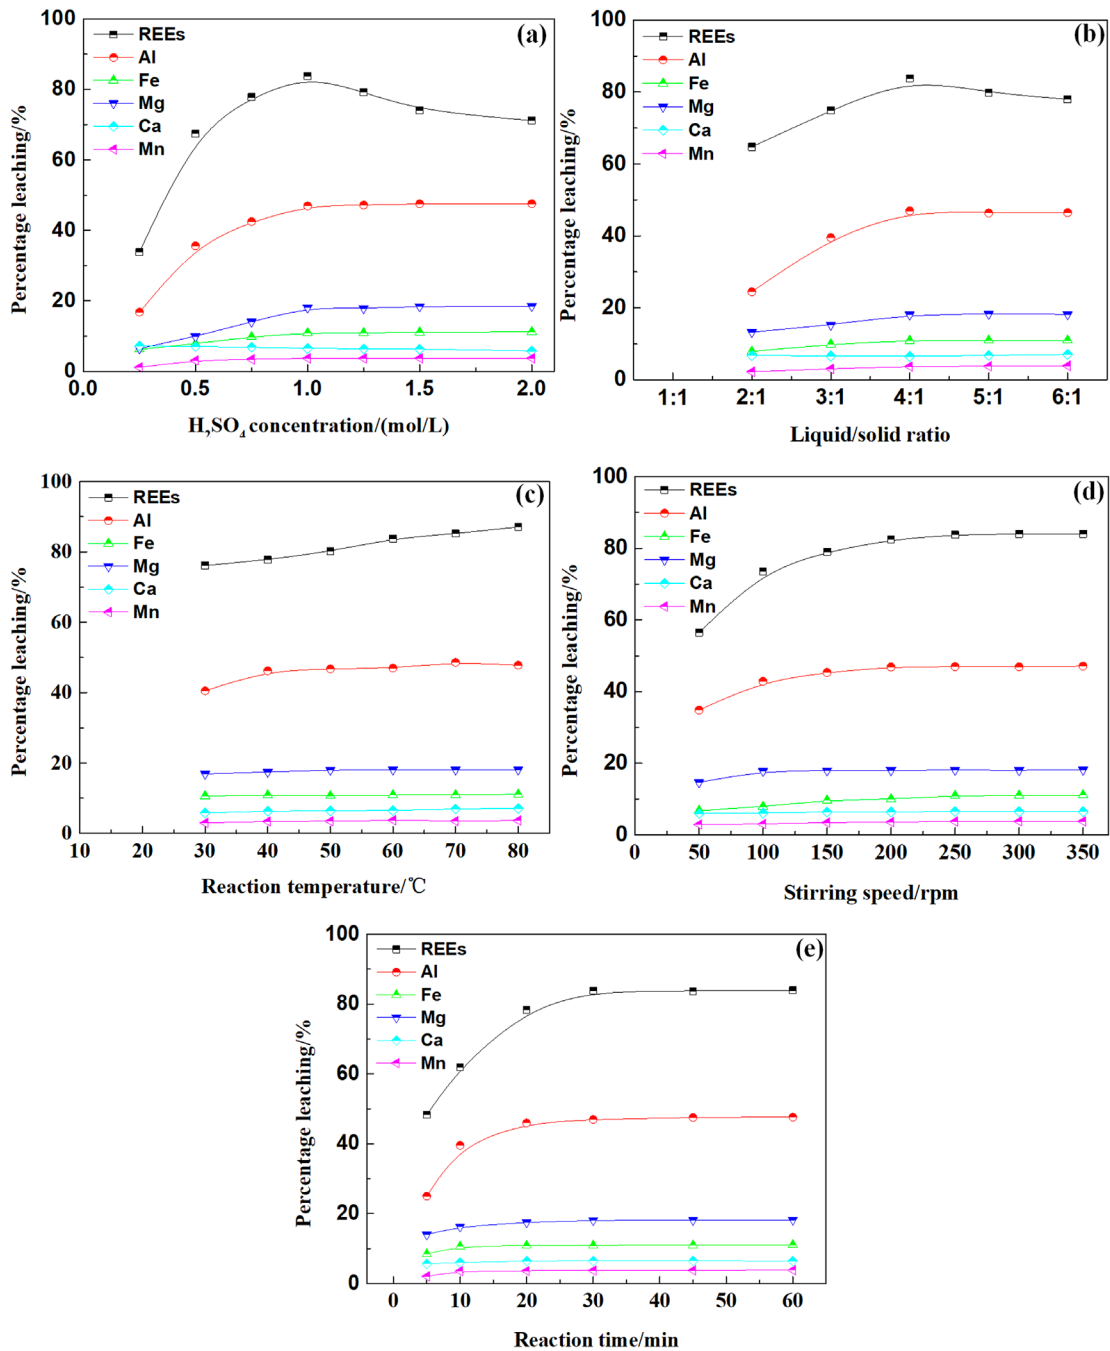 (a)
REEs
Al
Fe
Mg
Ca
Mn
Percentage leaching/%
100
80
60
40
20
0
0.0 0.5 1.0 1.5 2.0
H2SO4 concentration/(mol/L)
(b)
REEs
Al
Fe
Mg
Ca
Mn
Percentage leaching/%
100
80
60
40
20
0
1:1 2:1 3:1 4:1 5:1 6:1
Liquid/solid ratio
(c)
REEs
Al
Fe
Mg
Ca
Mn
Percentage leaching/%
100
80
60
40
20
0
10 20 30 40 50 60 70 80
Reaction temperature/℃
(d)
REEs
Al
Fe
Mg
Ca
Mn
Percentage leaching/%
100
80
60
40
20
0
0 50 100 150 200 250 300 350
Stirring speed/rpm
(e)
REEs
Al
Fe
Mg
Ca
Mn
Percentage leaching/%
100
80
60
40
20
0
0 10 20 30 40 50 60
Reaction time/min